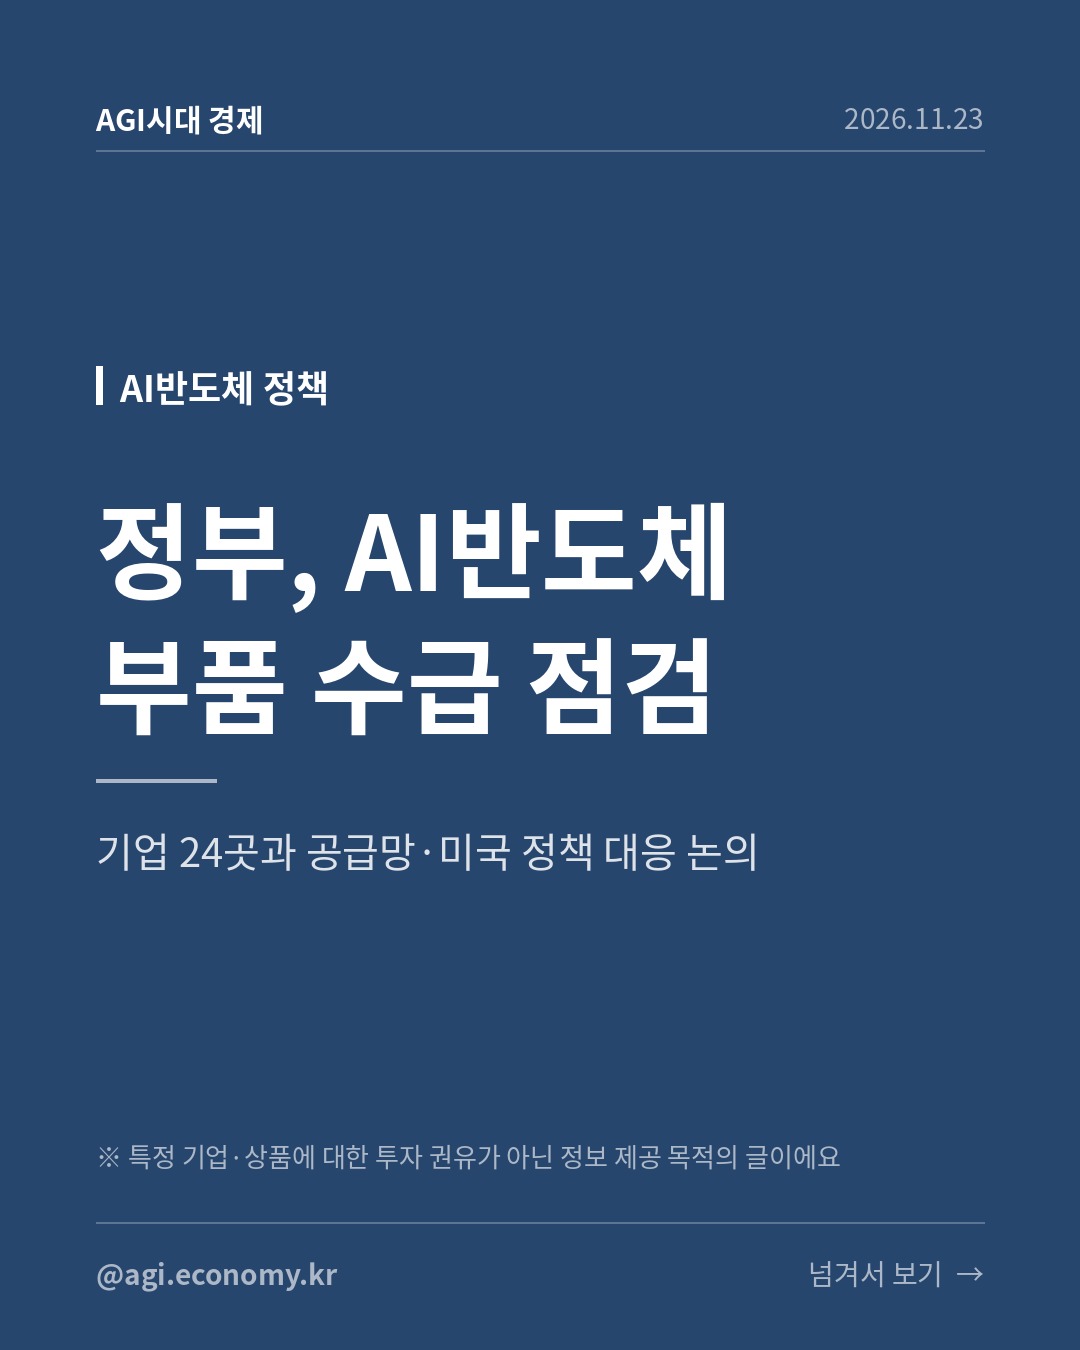 AGI시대 경제
2026.11.23
AI반도체 정책
정부, AI반도체
부품 수급 점검
기업 24곳과 공급망·미국 정책 대응 논의
※ 특정 기업·상품에 대한 투자 권유가 아닌 정보 제공 목적의 글이에요
@agi.economy.kr
넘겨서 보기 →